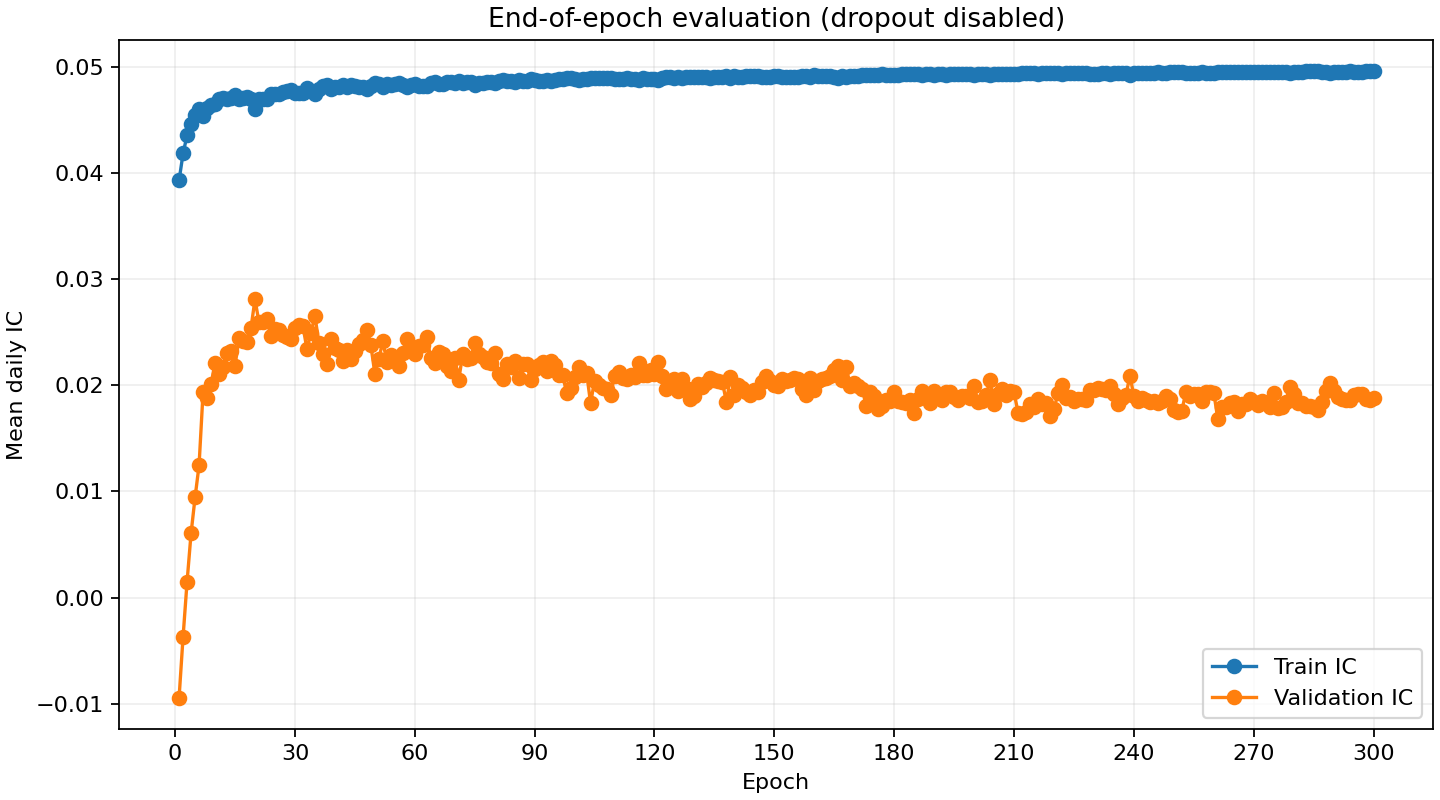 End-of-epoch evaluation (dropout disabled)
0.05
0.04
0.03
0.02
0.01
0.00
−0.01
Mean daily IC
Train IC
Validation IC
0 30 60 90 120 150 180 210 240 270 300
Epoch